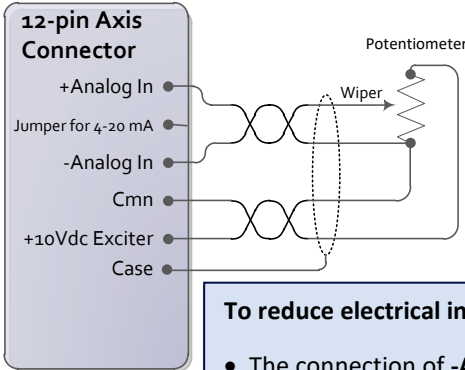 12-pin Axis
Connector
Potentiometer
+Analog In
Wiper
Jumper for 4-20 mA
-Analog In
Cmn
+10Vdc Exciter
Case
To reduce electrical
• The connection of